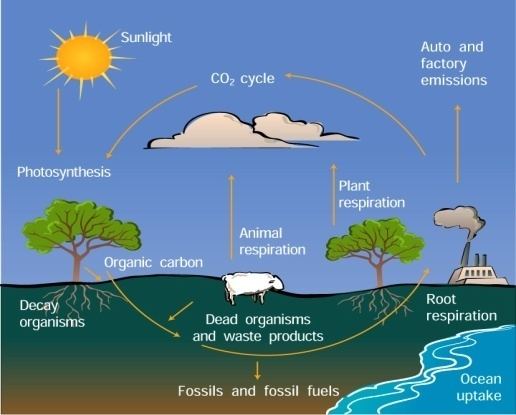 Sunlight
Auto and
factory
emissions
CO₂ cycle
Photosynthesis
Plant
respiration
Animal
respiration
Organic carbon
Decay
organisms
Dead organisms
and waste products
Root
respiration
Fossils and fossil fuels
Ocean
uptake